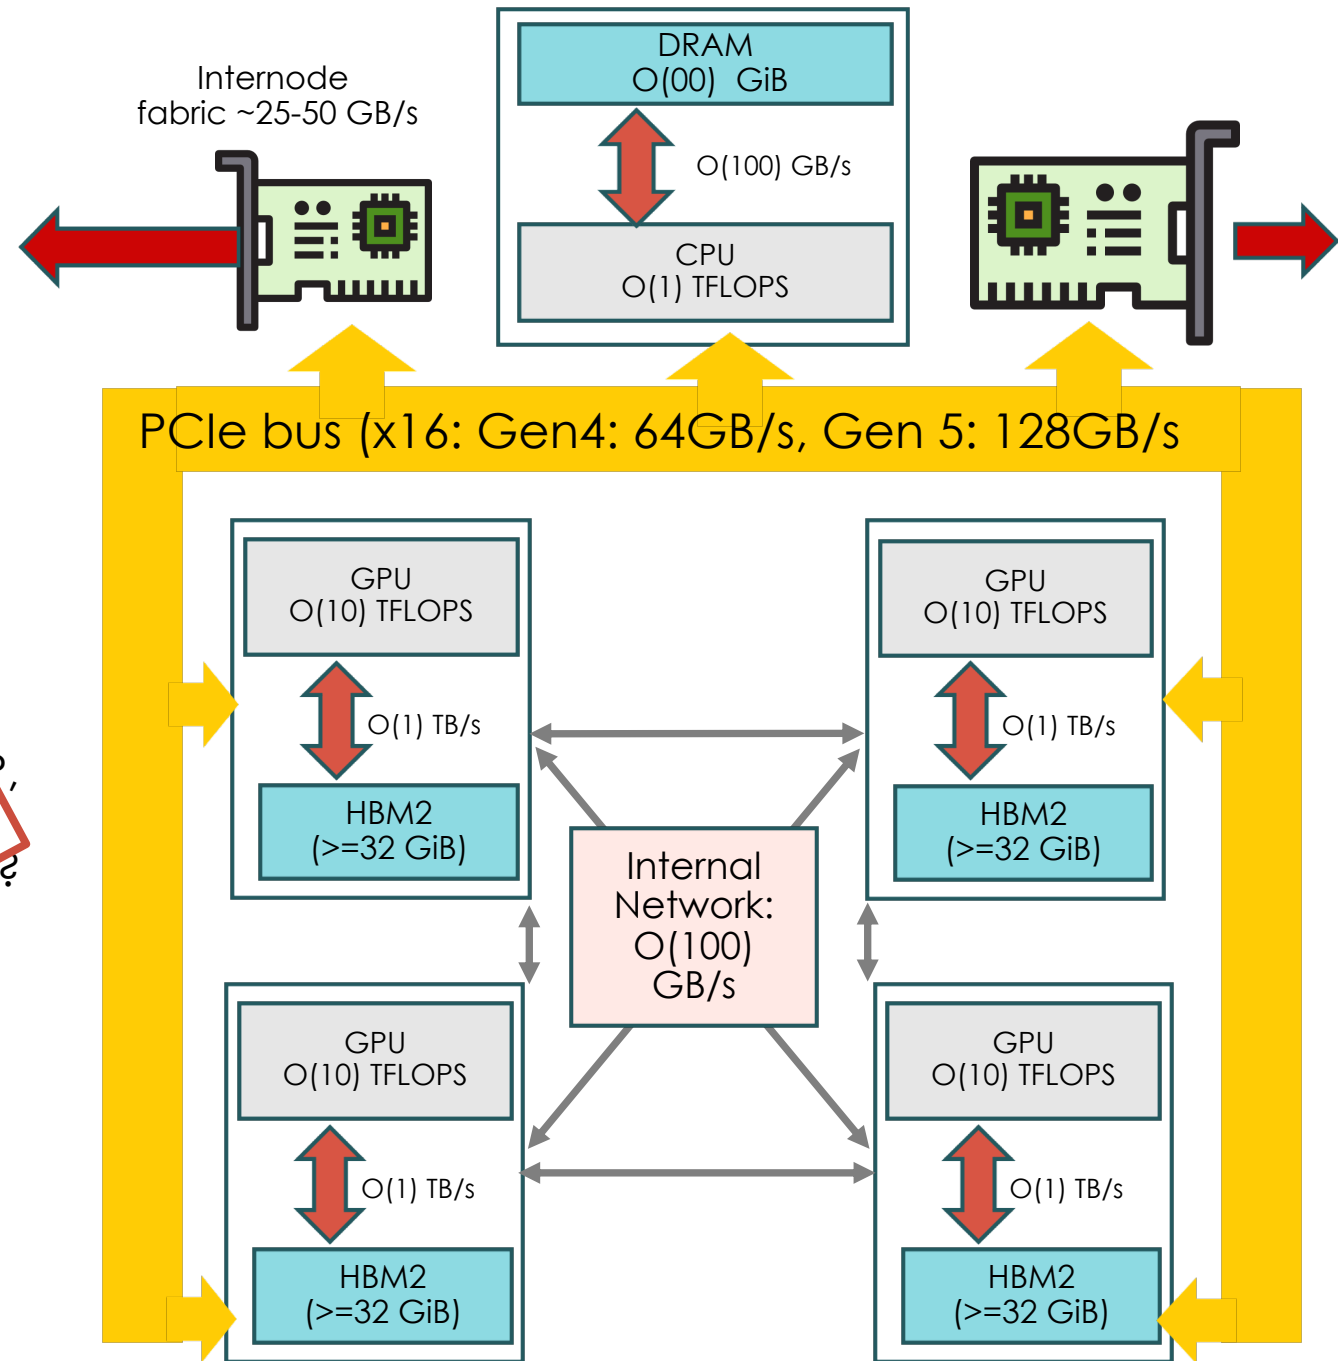 DRAM
O(00) GiB
Internode
fabric ~25-50 GB/s
O(100) GB/s
CPU
O(1) TFLOPS
PCIe bus (x16: Gen4: 64GB/s, Gen 5: 128GB/s
GPU
O(10) TFLOPS
GPU
O(10) TFLOPS
O(1) TB/s
O(1) TB/s
HBM2
(>=32 GiB)
HBM2
(>=32 GiB)
Internal
Network:
O(100)
GB/s
GPU
O(10) TFLOPS
GPU
O(10) TFLOPS
O(1) TB/s
O(1) TB/s
HBM2
(>=32 GiB)
HBM2
(>=32 GiB)